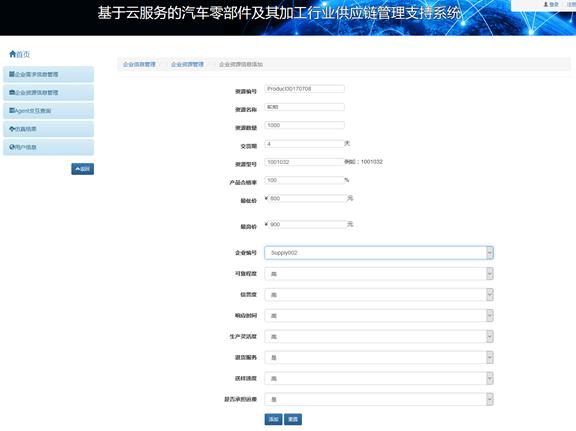 登录 | 注册
基于云服务的汽车零部件及其加工行业供应链管理支持系统
首页
企业需求信息管理
企业资源信息管理
Agent交互查询
仿真结果
用户信息
返回
企业信息管理 / 企业资源管理 / 企业资源信息添加
资源编号 Product30170708
资源名称
资源数量 1000
交货期 4 天
资源型号 1001032 例如：1001032
产品合格率 100 %
最低价 ¥ 800 元
最高价 ¥ 900 元
企业编号 Supply002
可靠程度 高
信誉度 高
响应时间 高
生产灵活度 高
退货服务 是
送样速度 高
是否承担运费 是
添加 重置